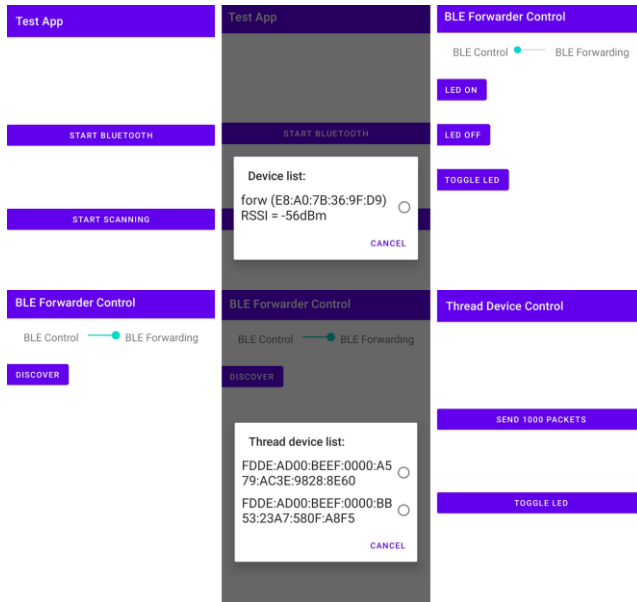 Test App
START BLUETOOTH
START SCANNING
Test App
START BLUETOOTH
Device list:
forw (E8:A0:7B:36:9F:D9)
RSSI = -56dBm
CANCEL
BLE Forwarder Control
BLE Control BLE Forwarding
LED ON
LED OFF
TOGGLE LED
BLE Forwarder Control
BLE Control BLE Forwarding
DISCOVER
BLE Forwarder Control
BLE Control BLE Forwarding
DISCOVER
Thread device list:
FDDE:AD00:BEEF:0000:A5
79:AC3E:9828:8E60
FDDE:AD00:BEEF:0000:BB
53:23A7:580F:A8F5
CANCEL
Thread Device Control
SEND 1000 PACKETS
TOGGLE LED